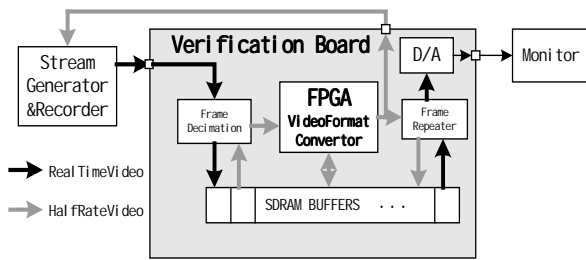 Verification Board
Stream
Generator
&Recorder
D/A
Monitor
Frame
Decimation
FPGA
VideoFormat
Convertor
Frame
Repeater
RealTimeVideo
HalfRateVideo
SDRAM BUFFERS ...